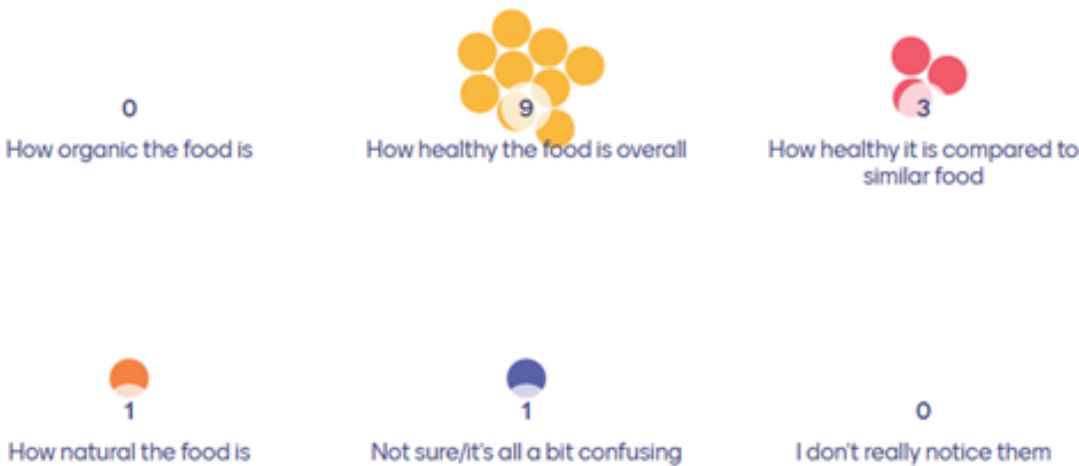 0
How organic the food is
9
How healthy the food is overall
3
How healthy it is compared to
similar food
1
How natural the food is
1
Not sure/it's all a bit confusing
0
I don't really notice them